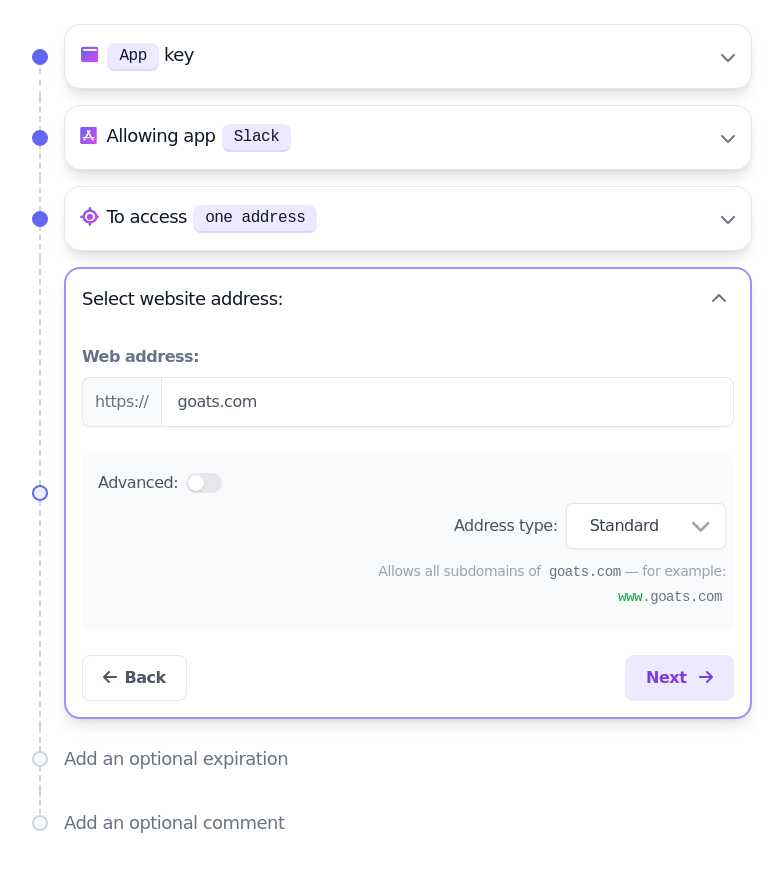 App key
Allowing app Slack
To access one address
Select website address:
Web address:
https:// goats.com
Advanced:
Address type: Standard
Allows all subdomains of goats.com — for example:
www.goats.com
Back Next
Add an optional expiration
Add an optional comment